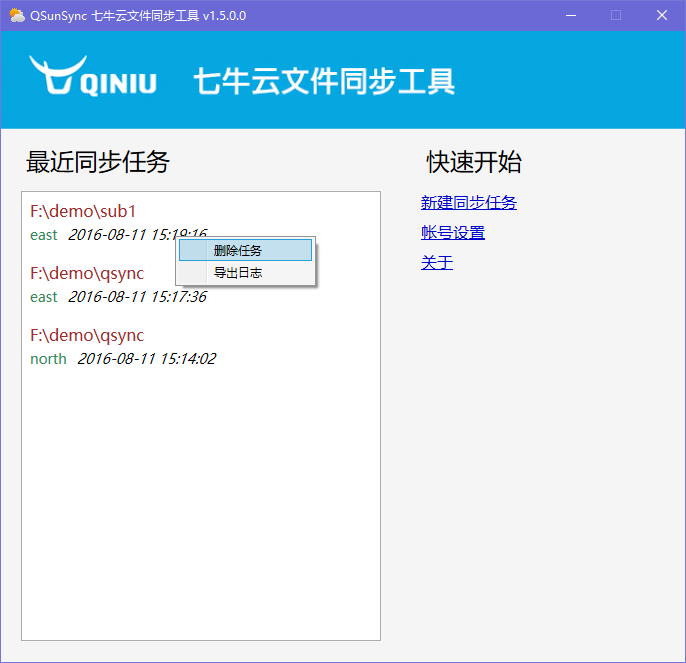 QSunSync 七牛云文件同步工具 v1.5.0.0
QINIU 七牛云文件同步工具
最近同步任务
F:\demo\sub1
east 2016-08-11 15:19:16
删除任务
导出日志
F:\demo\qsync
east 2016-08-11 15:17:36
F:\demo\qsync
north 2016-08-11 15:14:02
快速开始
新建同步任务
帐号设置
关于